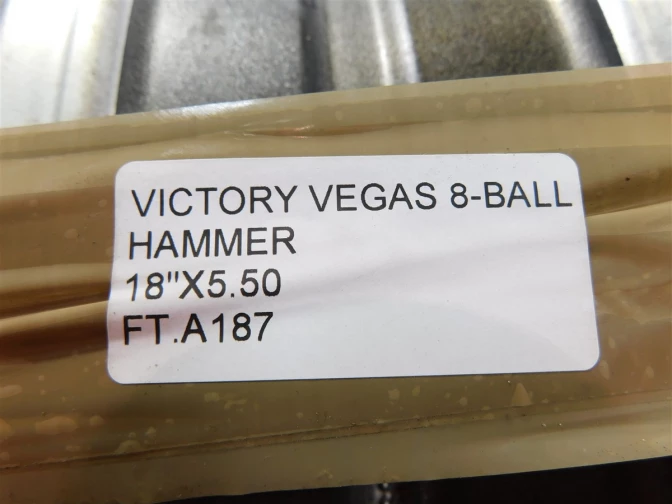 VICTORY VEGAS 8-BALL
HAMMER
18"X5.50
FT.A187